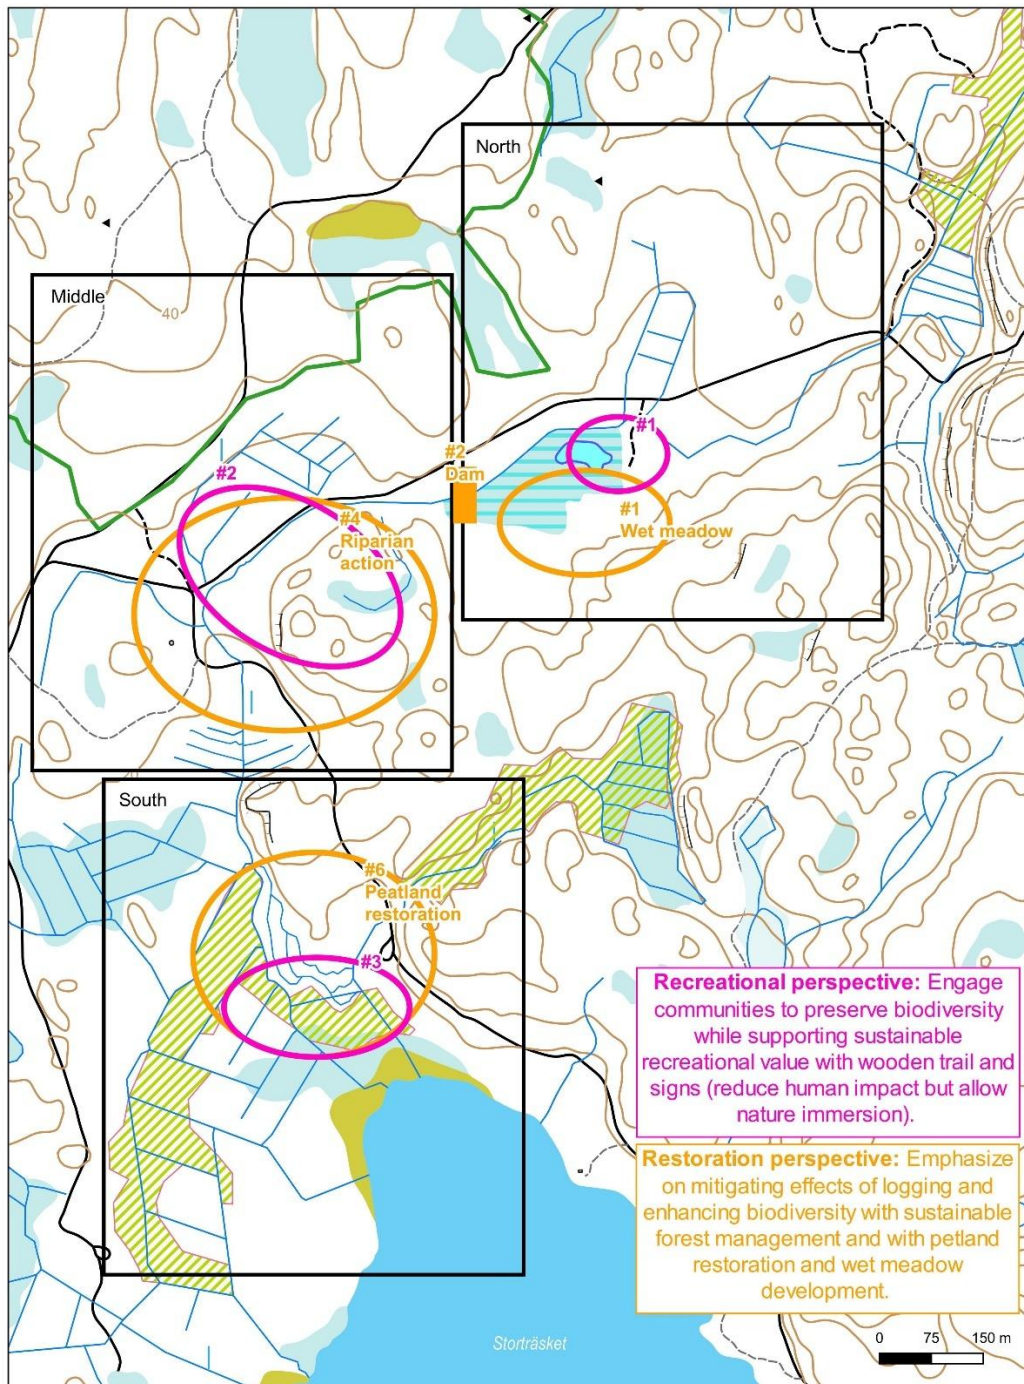 North
Middle
40
#1
#2
Dam
#2
#1
Wet meadow
#4
Riparian
action
South
#6
Peatland
restoration
#3
Recreational perspective: Engage
communities to preserve biodiversity
while supporting sustainable
recreational value with wooden trail and
signs (reduce human impact but allow
nature immersion).
Restoration perspective: Emphasize
on mitigating effects of logging and
enhancing biodiversity with sustainable
forest management and with petland
restoration and wet meadow
development.
Storträsket
0 75 150 m